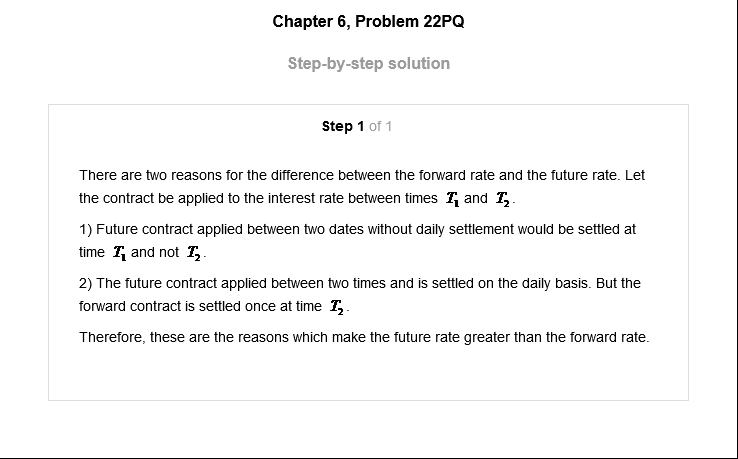 Chapter 6, Problem 22PQ
Step-by-step solution
Step 1 of 1
There are two reasons for the difference between the forward rate and the future rate. Let
the contract be applied to the interest rate between times T₁ and T₂.
1) Future contract applied between two dates without daily settlement would be settled at
time T₁ and not T₂.
2) The future contract applied between two times and is settled on the daily basis. But the
forward contract is settled once at time T₂.
Therefore, these are the reasons which make the future rate greater than the forward rate.